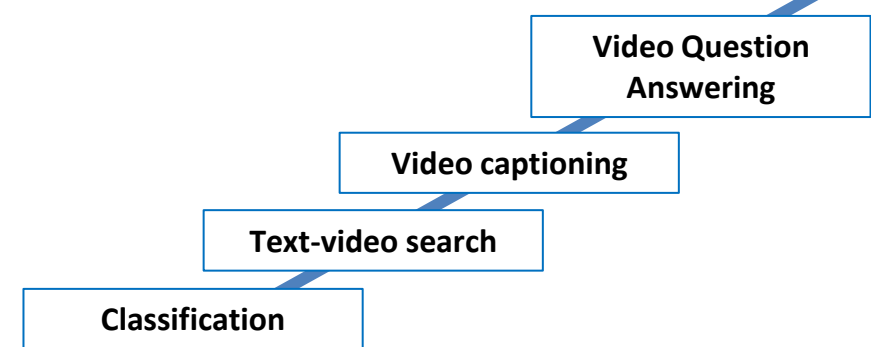 Video Question
Answering
Video captioning
Text-video search
Classification